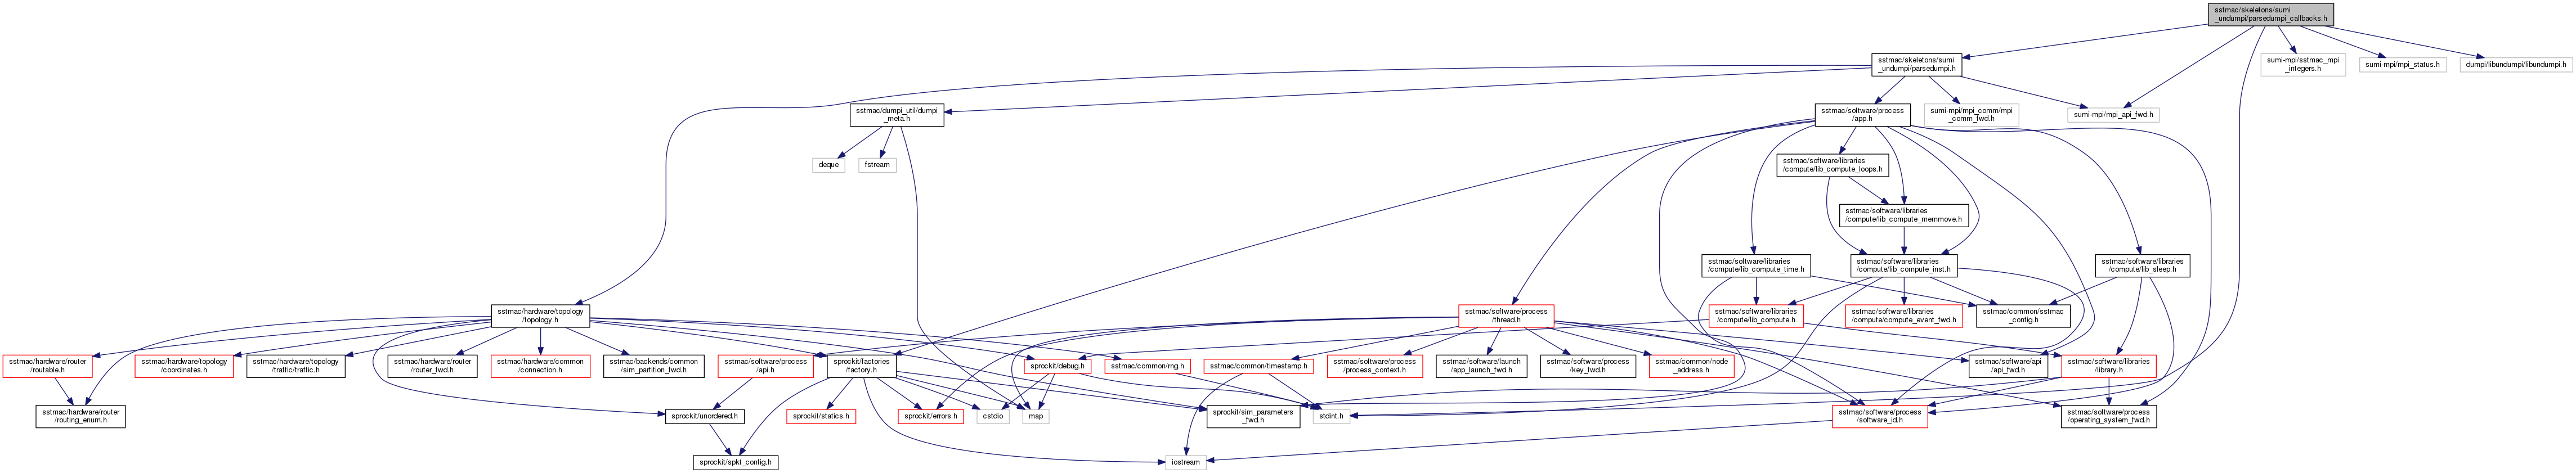 sstmac/skeletons/sumi
_undumpi/parsedumpi_callbacks.h
sstmac/skeletons/sumi
_undumpi/parsedumpi.h
sumi-mpi/sstmac_mpi
_integers.h
sumi-mpi/mpi_status.h
dumpi/libundumpi/libundumpi.h
sstmac/dumpi_util/dumpi
_meta.h
sstmac/software/process
/app.h
sumi-mpi/mpi_comm/mpi
_comm_fwd.h
sumi-mpi/mpi_api_fwd.h
deque
fstream
sstmac/software/libraries
/compute/lib_compute_loops.h
sstmac/software/libraries
/compute/lib_compute_memmove.h
sstmac/software/libraries
/compute/lib_compute_time.h
sstmac/software/libraries
/compute/lib_compute_inst.h
sstmac/software/libraries
/compute/lib_sleep.h
sstmac/hardware/topology
/topology.h
sstmac/software/process
/thread.h
sstmac/software/libraries
/compute/lib_compute.h
sstmac/software/libraries
/compute/compute_event_fwd.h
sstmac/common/sstmac
_config.h
sstmac/hardware/router
/routable.h
sstmac/hardware/topology
/coordinates.h
sstmac/hardware/topology
/traffic/traffic.h
sstmac/hardware/router
/router_fwd.h
sstmac/hardware/common
/connection.h
sstmac/backends/common
/sim_partition_fwd.h
sstmac/software/process
/api.h
sprockit/factories
/factory.h
sprockit/debug.h
sstmac/common/rng.h
sstmac/common/timestamp.h
sstmac/software/process
/process_context.h
sstmac/software/launch
/app_launch_fwd.h
sstmac/software/process
/key_fwd.h
sstmac/common/node
_address.h
sstmac/software/api
/api_fwd.h
sstmac/software/libraries
/library.h
sstmac/hardware/router
/routing_enum.h
sprockit/unordered.h
sprockit/statics.h
sprockit/errors.h
cstdio
map
sprockit/sim_parameters
_fwd.h
stdint.h
sstmac/software/process
/software_id.h
sstmac/software/process
/operating_system_fwd.h
sprockit/spkt_config.h
iostream